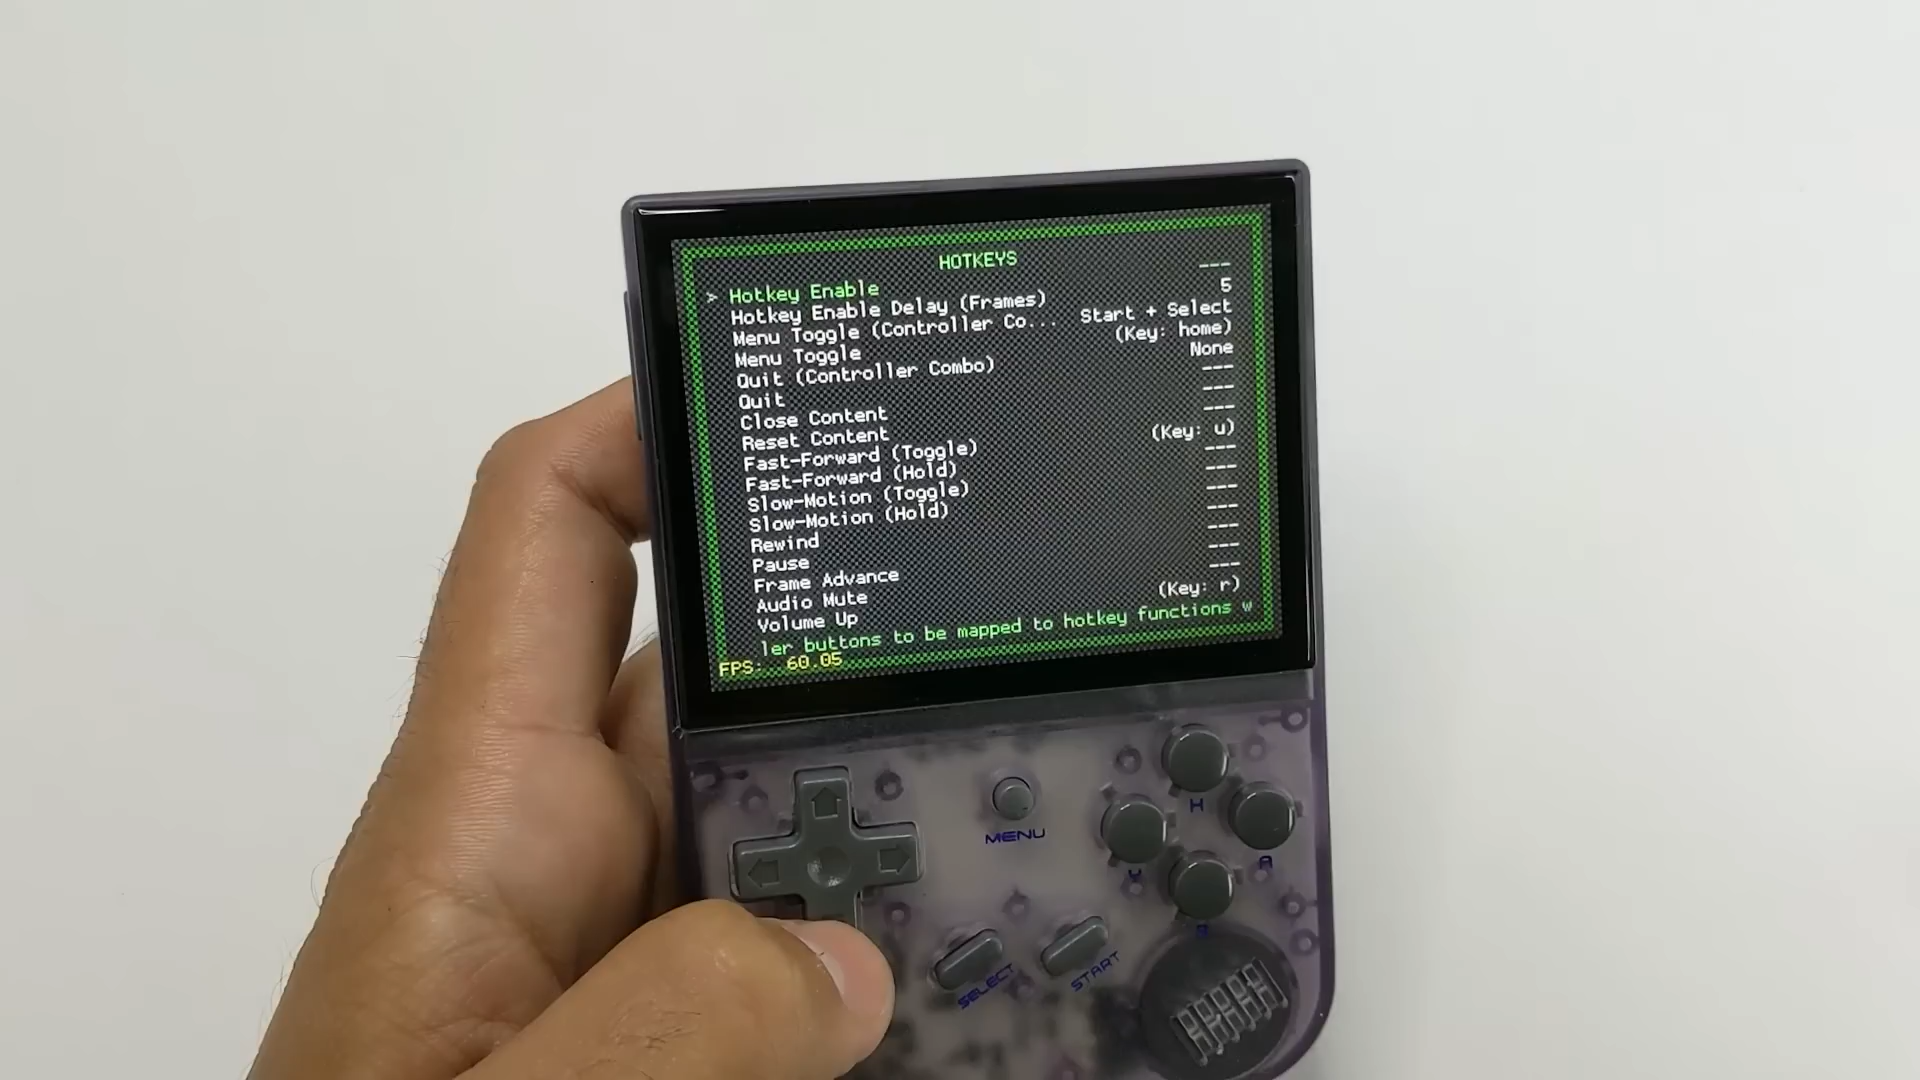 HOTKEYS
> Hotkey Enable ---
Hotkey Enable Delay (Frames) 5
Menu Toggle (Controller Co... Start + Select
Menu Toggle (Key: home)
Quit (Controller Combo) None
Quit ---
Close Content ---
Reset Content ---
Fast-Forward (Toggle) (Key: u)
Fast-Forward (Hold) ---
Slow-Motion (Toggle) ---
Slow-Motion (Hold) ---
Rewind ---
Pause ---
Frame Advance ---
Audio Mute ---
Volume Up (Key: r)
ler buttons to be mapped to hotkey functions w
FPS: 60.05
MENU
X
Y
A
B
SELECT
START